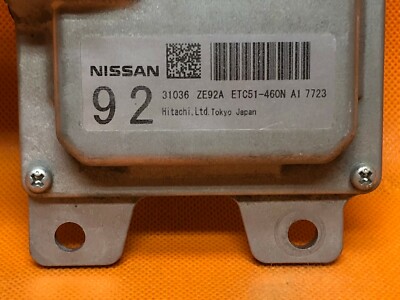 NISSAN
92
31036 ZE92A ETC51-460N A1 7723
Hitachi,Ltd.Tokyo Japan